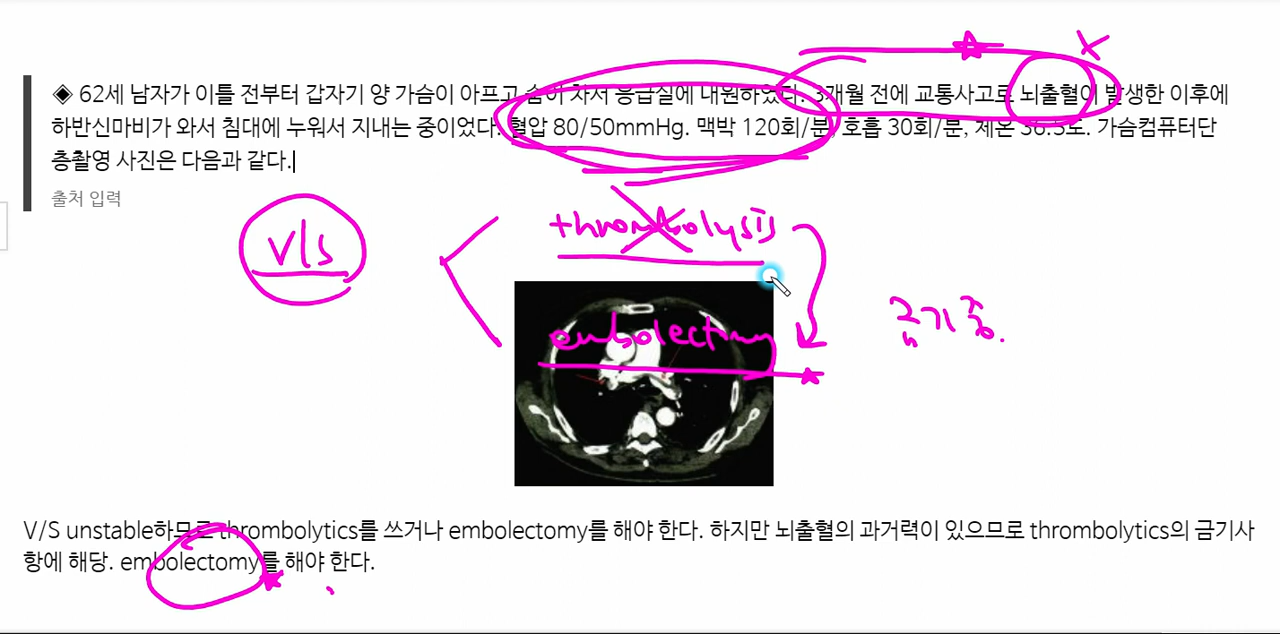 ◈ 62세 남자가 이틀 전부터 갑자기 양 가슴이 아프고 숨이 차서 응급실에 내원하였다. 3개월 전에 교통사고로 뇌출혈이 발생한 이후에
하반신마비가 와서 침대에 누워서 지내는 중이었다. 혈압 80/50mmHg. 맥박 120회/분, 호흡 30회/분, 체온 36.5도. 가슴컴퓨터단
층촬영 사진은 다음과 같다.
출처 입력
V/S
thrombolysis
embolectomy
금기증.
V/S unstable하므로 thrombolytics를 쓰거나 embolectomy를 해야 한다. 하지만 뇌출혈의 과거력이 있으므로 thrombolytics의 금기사
항에 해당. embolectomy를 해야 한다.